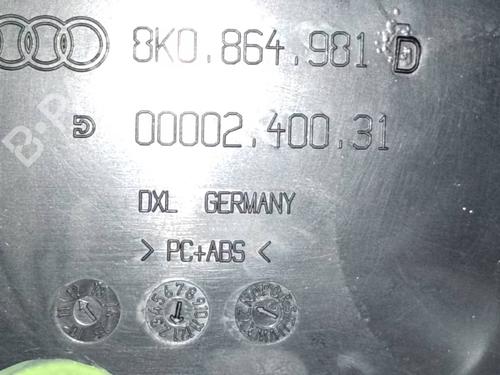 8K0.864.981 D
00002.400.31
DXL GERMANY
> PC+ABS <